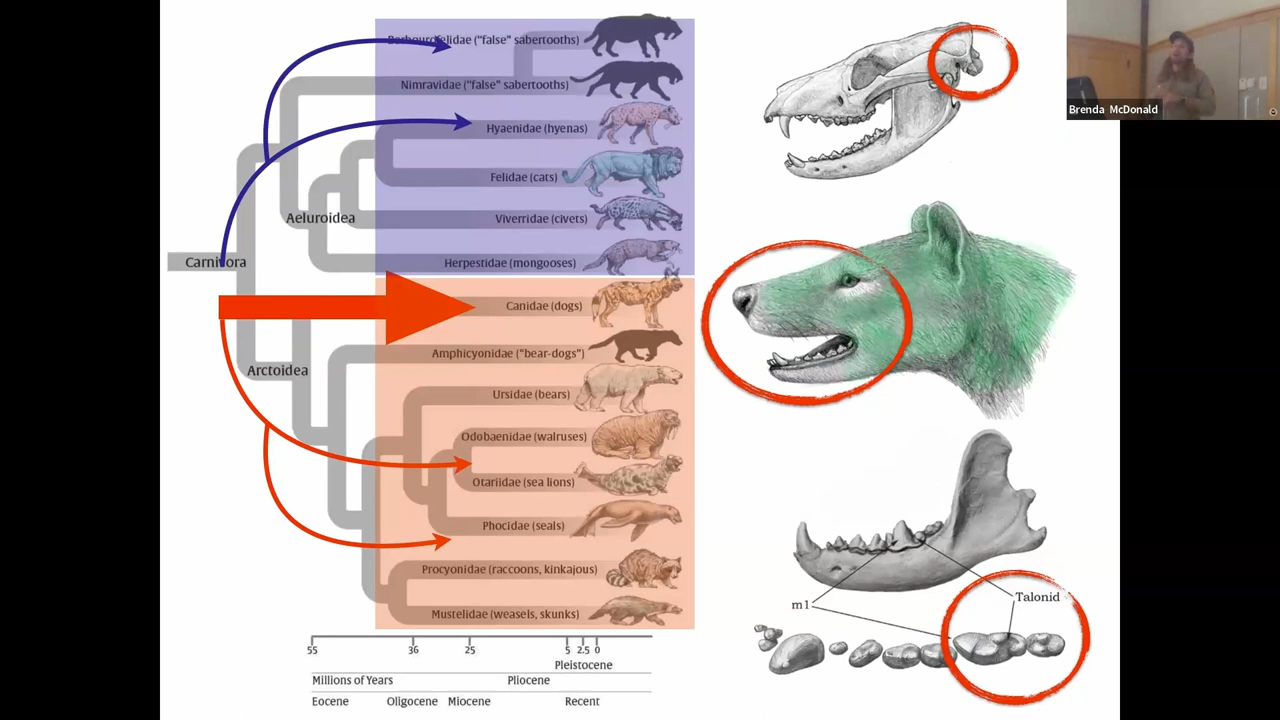 Barbourofelidae ("false" sabertooths)
Nimravidae ("false" sabertooths)
Hyaenidae (hyenas)
Felidae (cats)
Aeluroidea
Viverridae (civets)
Carnivora
Herpestidae (mongooses)
Canidae (dogs)
Amphicyonidae ("bear-dogs")
Arctoidea
Ursidae (bears)
Odobaenidae (walruses)
Otariidae (sea lions)
Phocidae (seals)
Procyonidae (raccoons, kinkajous)
Mustelidae (weasels, skunks)
55 36 25 5 2.5 0
Pleistocene
Millions of Years Pliocene
Eocene Oligocene Miocene Recent
Brenda McDonald
m1
Talonid